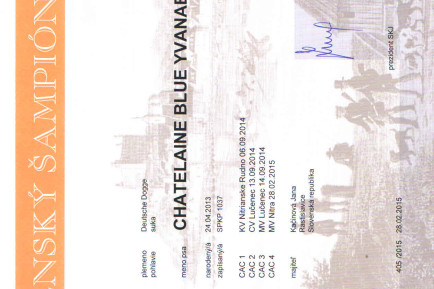 NSKÝ ŠAMPIÓN
plemeno Deutsche Dogge
pohlavie suka
meno psa CHATELAINE BLUE YVANAB
narodený/á 24.04.2013
zapísaný/á SPKP 1037
CAC 1 KV Nitrianske Rudno 06.09.2014
CAC 2 CV Lučenec 13.09.2014
CAC 3 MV Lučenec 14.09.2014
CAC 4 MV Nitra 28.02.2015
majiteľ Kačinová Jana
Rastislavice
Slovenská republika
405 /2015 28.02.2015
prezident SKJ